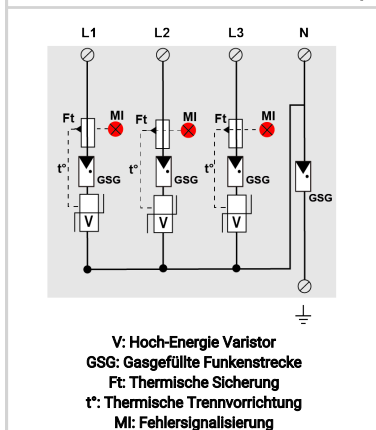 L1 L2 L3 N
Ft MI Ft MI Ft MI
t° GSG t° GSG t° GSG GSG
V V V
V: Hoch-Energie Varistor
GSG: Gasgefüllte Funkenstrecke
Ft: Thermische Sicherung
t°: Thermische Trennvorrichtung
MI: Fehlersignalisierung